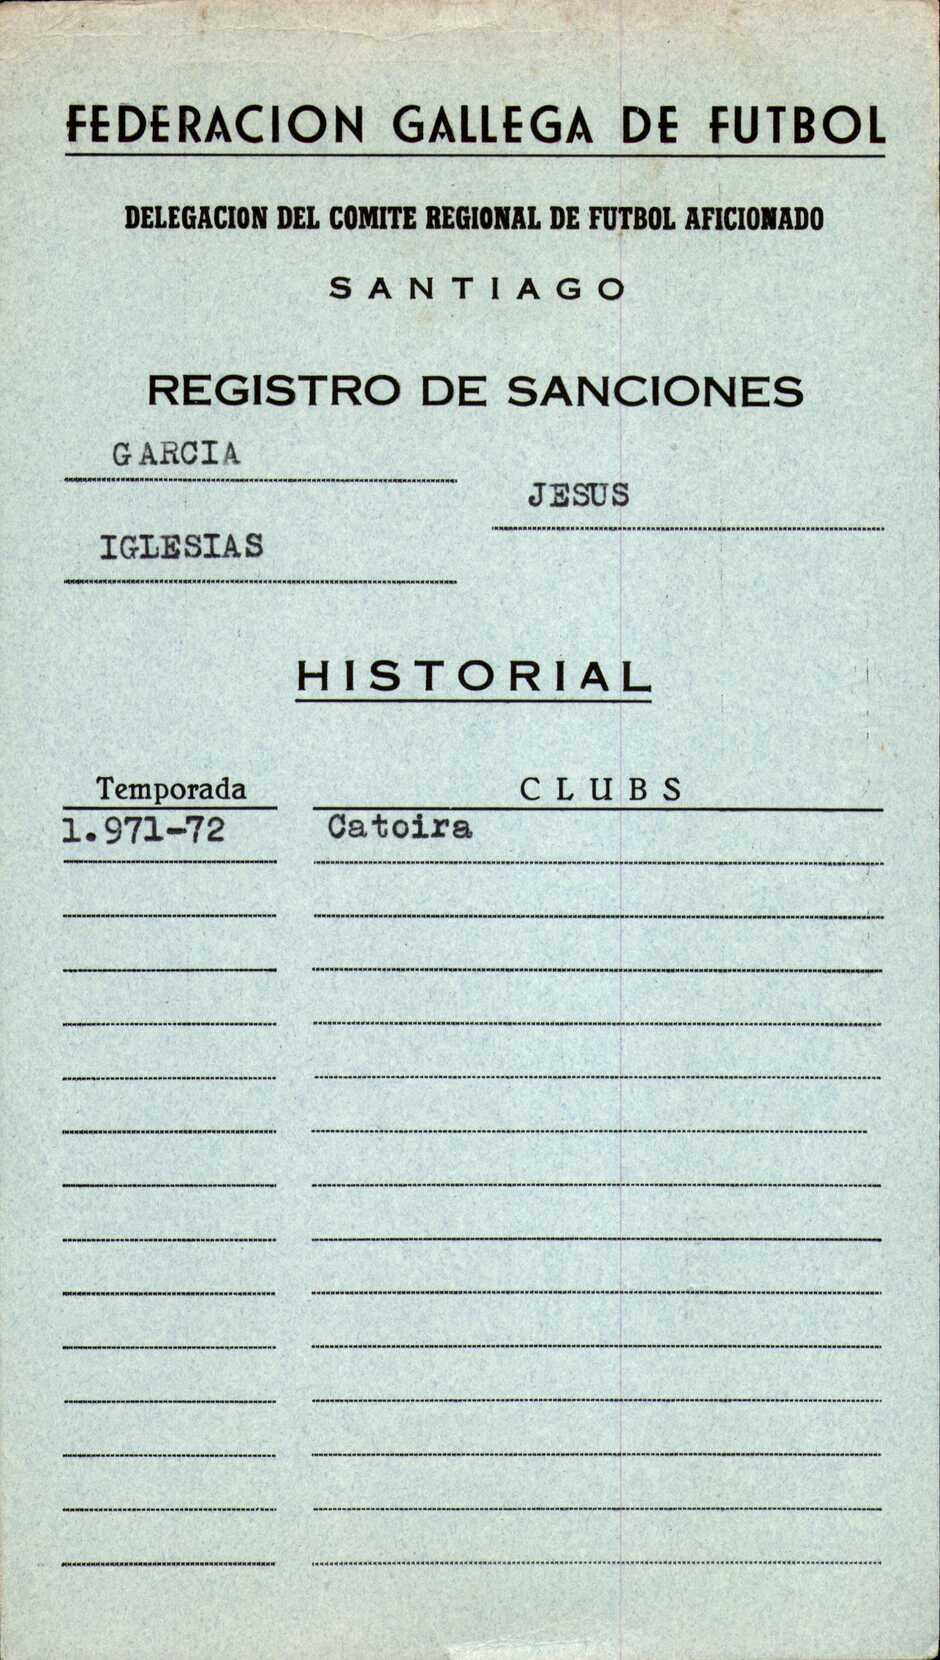 FEDERACION GALLEGA DE FUTBOL
DELEGACION DEL COMITE REGIONAL DE FUTBOL AFICIONADO
SANTIAGO
REGISTRO DE SANCIONES
GARCIA
JESUS
IGLESIAS
HISTORIAL
Temporada CLUBS
1.971-72 Catoira